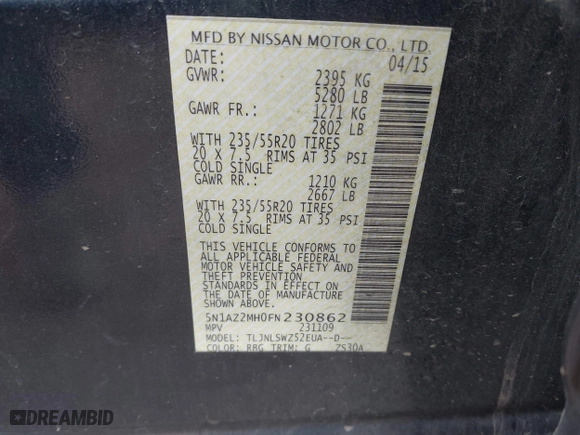 MFD BY NISSAN MOTOR CO., LTD.
DATE: 04/15
GVWR: 2395 KG
5280 LB
GAWR FR.: 1271 KG
2802 LB
WITH 235/55R20 TIRES
20 X 7.5 RIMS AT 35 PSI
COLD SINGLE
GAWR RR.: 1210 KG
2667 LB
WITH 235/55R20 TIRES
20 X 7.5 RIMS AT 35 PSI
COLD SINGLE
THIS VEHICLE CONFORMS TO
ALL APPLICABLE FEDERAL
MOTOR VEHICLE SAFETY AND
THEFT PREVENTION
STANDARDS IN EFFECT ON
THE DATE OF MANUFACTURE
SHOWN ABOVE.
5N1AZ2MH0FN230862
MPV 231109
MODEL: TLJNLSWZ52EUA--D--
COLOR: RBG TRIM: G ZS30A
DREAMBID